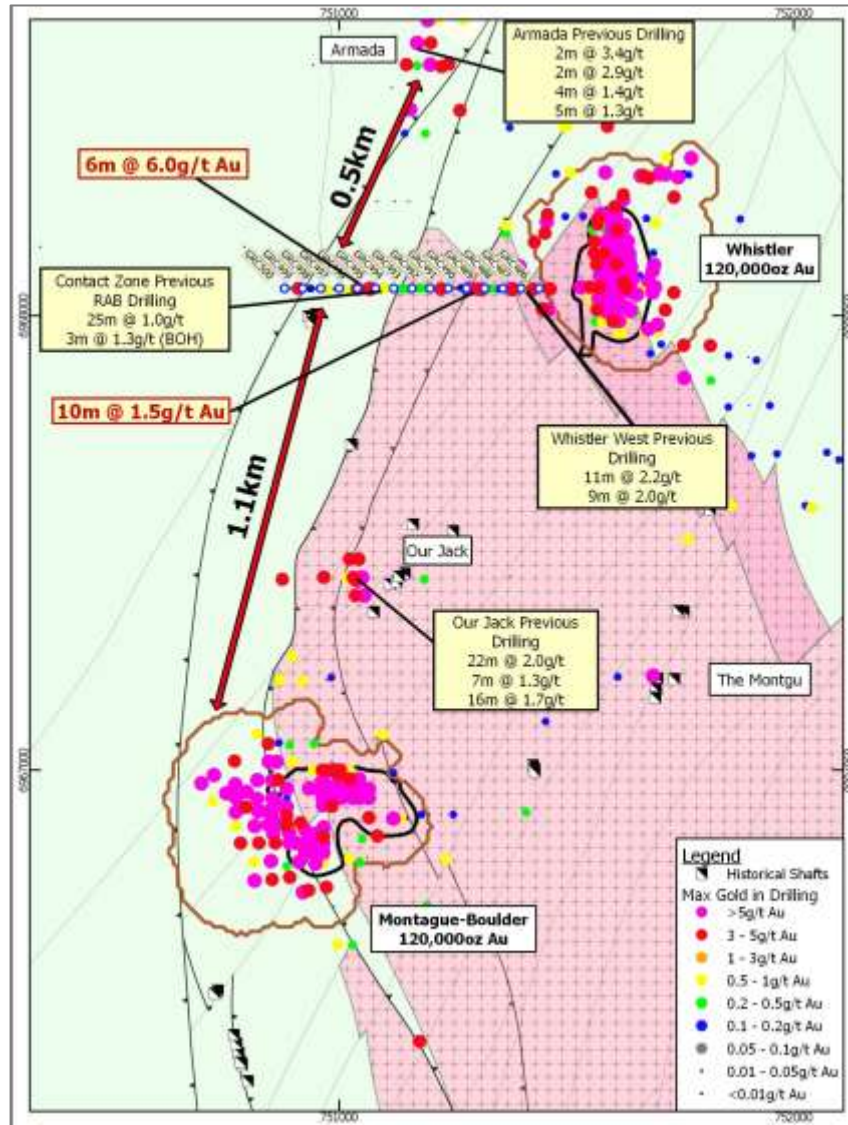 751000
752000
Armada
Armada Previous Drilling
2m @ 3.4g/t
2m @ 2.9g/t
4m @ 1.4g/t
5m @ 1.3g/t
0.5km
6m @ 6.0g/t Au
Whistler
120,000oz Au
Contact Zone Previous
RAB Drilling
25m @ 1.0g/t
3m @ 1.3g/t (BOH)
10m @ 1.5g/t Au
Whistler West Previous
Drilling
11m @ 2.2g/t
9m @ 2.0g/t
1.1km
Our Jack
Our Jack Previous
Drilling
22m @ 2.0g/t
7m @ 1.3g/t
16m @ 1.7g/t
The Montgu
6967000
6967000
Montague-Boulder
120,000oz Au
Legend
Historical Shafts
Max Gold in Drilling
>5g/t Au
3 - 5g/t Au
1 - 3g/t Au
0.5 - 1g/t Au
0.2 - 0.5g/t Au
0.1 - 0.2g/t Au
0.05 - 0.1g/t Au
0.01 - 0.05g/t Au
<0.01g/t Au
751000
752000